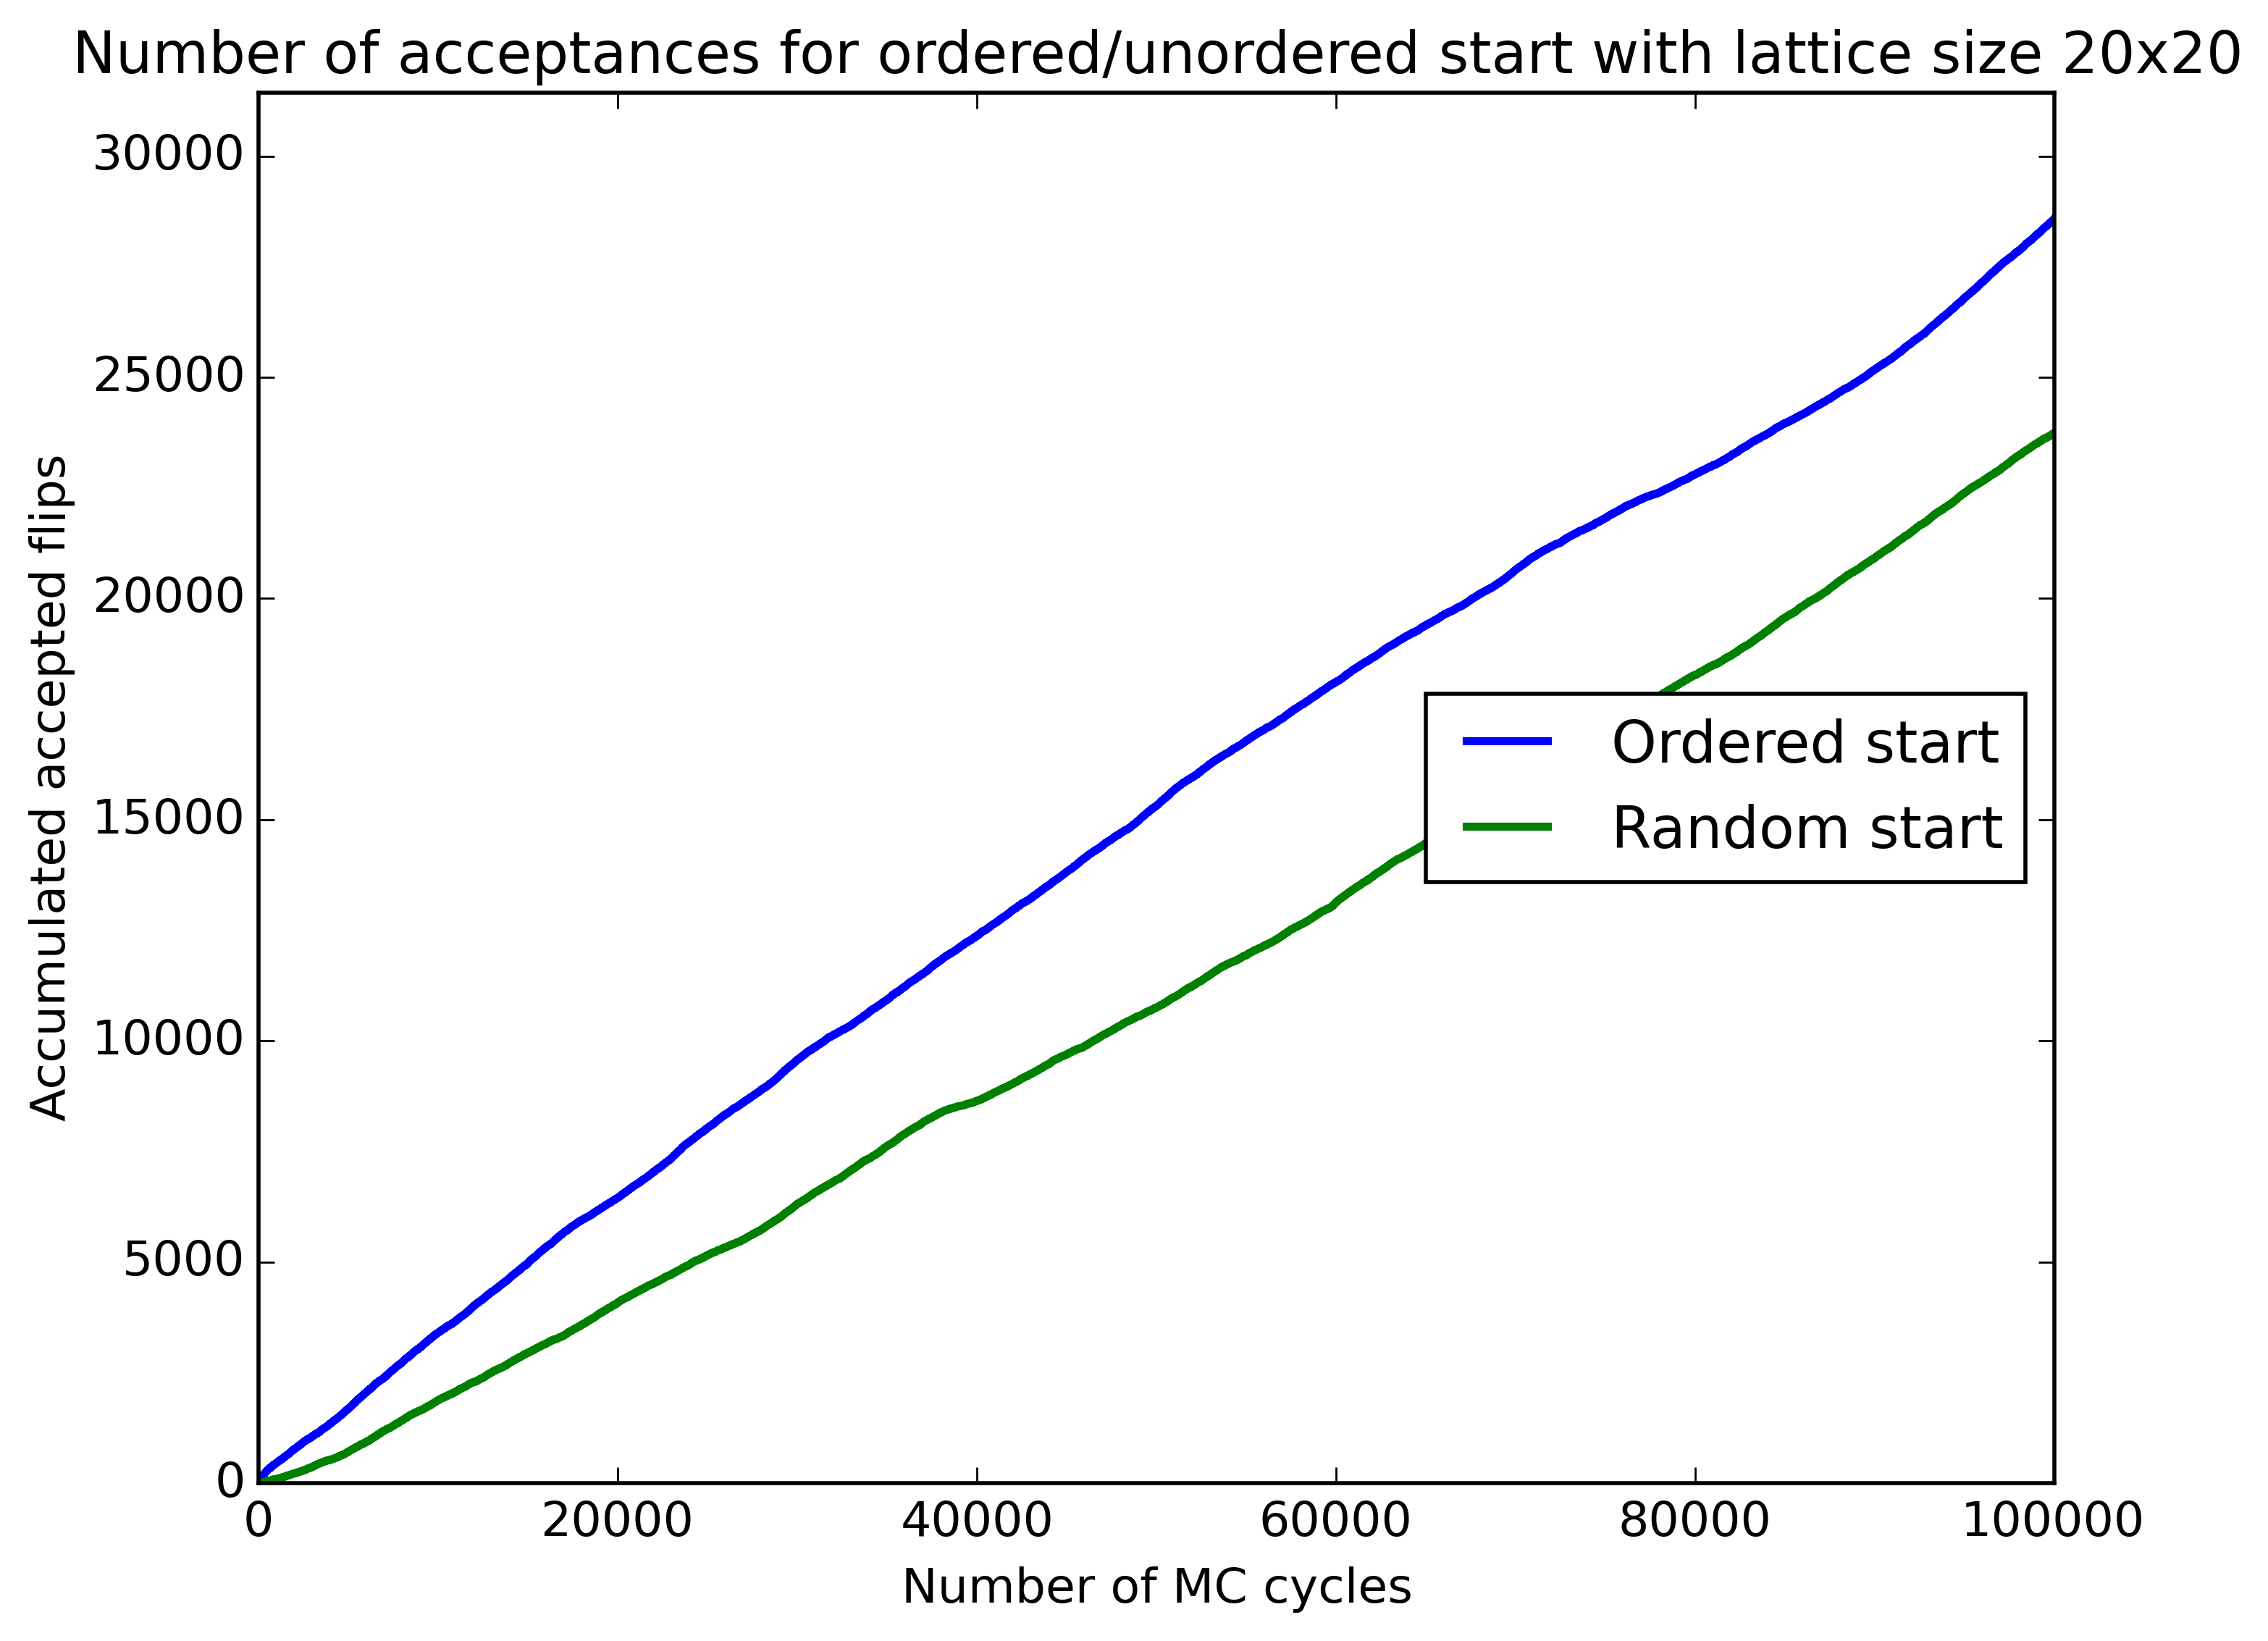 Number of acceptances for ordered/unordered start with lattice size 20x20
30000
25000
20000
15000
10000
5000
0
Accumulated accepted flips
Ordered start
Random start
0 20000 40000 60000 80000 100000
Number of MC cycles